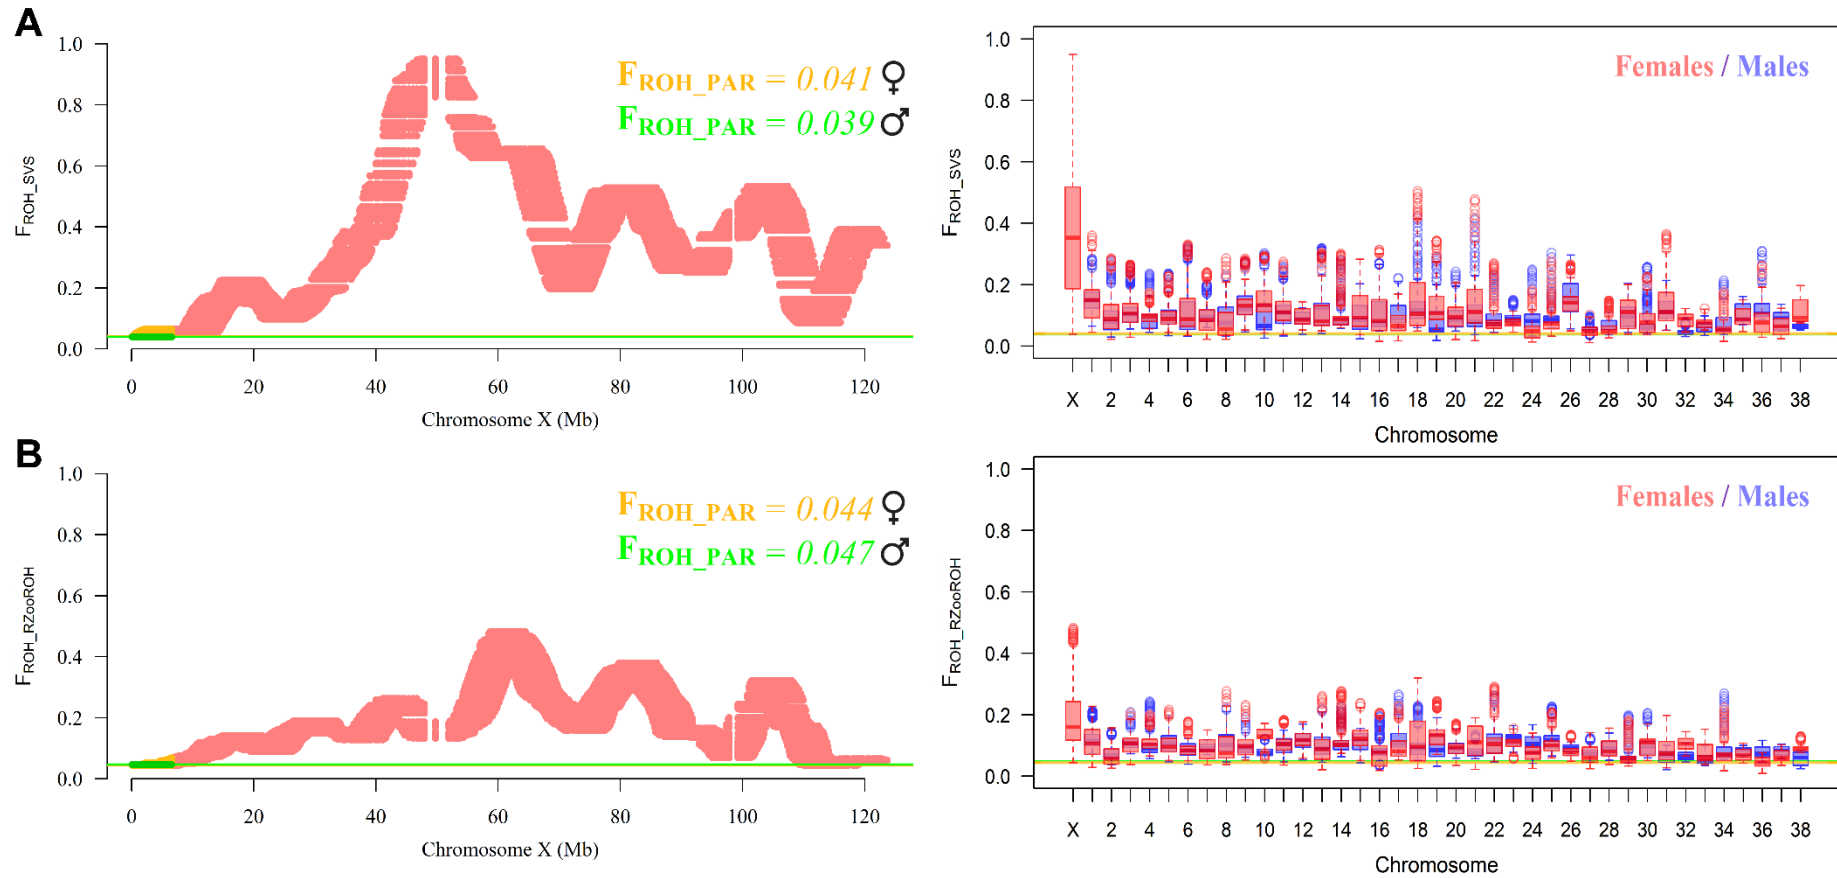 A
1.0
0.8
0.6
0.4
0.2
0.0
FROH_SVS
FROH_PAR = 0.041 ♀
FROH_PAR = 0.039 ♂
0 20 40 60 80 100 120
Chromosome X (Mb)
1.0
0.8
0.6
0.4
0.2
0.0
FROH_SVS
Females / Males
X 2 4 6 8 10 12 14 16 18 20 22 24 26 28 30 32 34 36 38
Chromosome
B
1.0
0.8
0.6
0.4
0.2
0.0
FROH_RZooROH
FROH_PAR = 0.044 ♀
FROH_PAR = 0.047 ♂
0 20 40 60 80 100 120
Chromosome X (Mb)
1.0
0.8
0.6
0.4
0.2
0.0
FROH_RZooROH
Females / Males
X 2 4 6 8 10 12 14 16 18 20 22 24 26 28 30 32 34 36 38
Chromosome